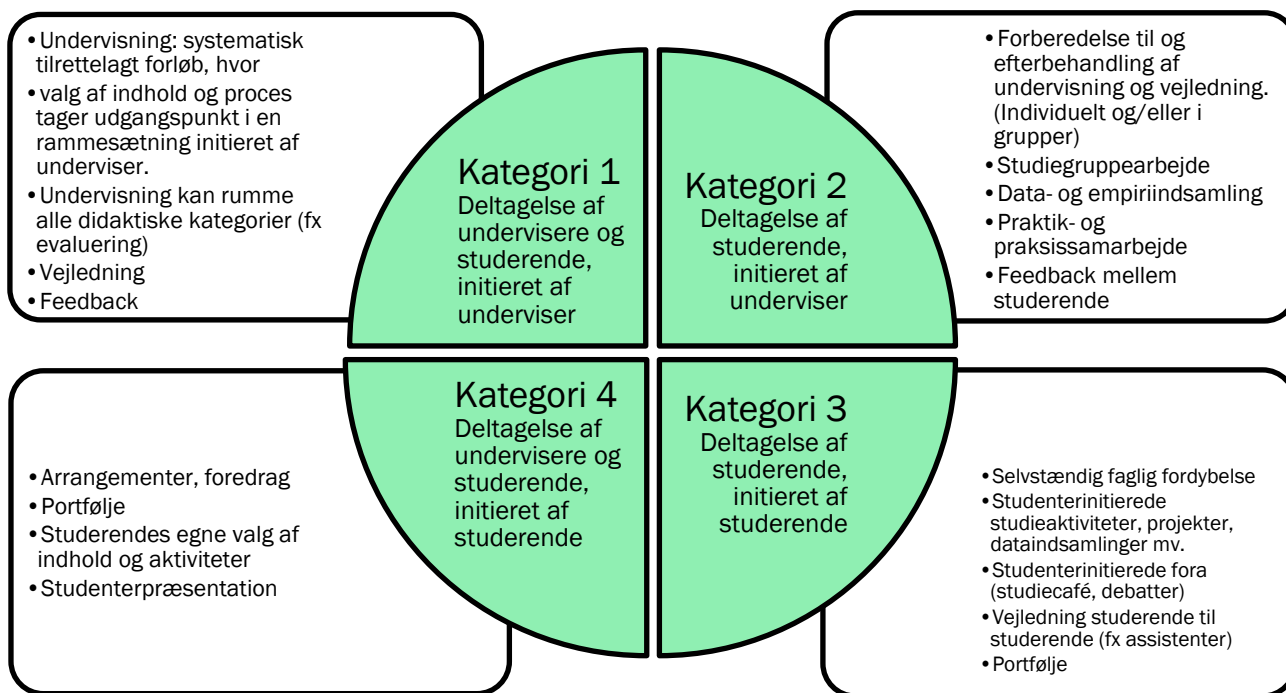 •Undervisning: systematisk
tilrettelagt forløb, hvor
•valg af indhold og proces
tager udgangspunkt i en
rammesætning initieret af
underviser.
•Undervisning kan rumme
alle didaktiske kategorier (fx
evaluering)
•Vejledning
•Feedback
Kategori 1
Deltagelse af
undervisere og
studerende,
initieret af
underviser
Kategori 2
Deltagelse af
studerende,
initieret af
underviser
•Forberedelse til og
efterbehandling af
undervisning og vejledning.
(Individuelt og/eller i
grupper)
•Studiegruppearbejde
•Data- og empiriindsamling
•Praktik- og
praksissamarbejde
•Feedback mellem
studerende
•Arrangementer, foredrag
•Portfølje
•Studerendes egne valg af
indhold og aktiviteter
•Studenterpræsentation
Kategori 4
Deltagelse af
undervisere og
studerende,
initieret af
studerende
Kategori 3
Deltagelse af
studerende,
initieret af
studerende
•Selvstændig faglig fordybelse
•Studenterinitierede
studieaktiviteter, projekter,
dataindsamlinger mv.
•Studenterinitierede fora
(studiecafé, debatter)
•Vejledning studerende til
studerende (fx assistenter)
•Portfølje